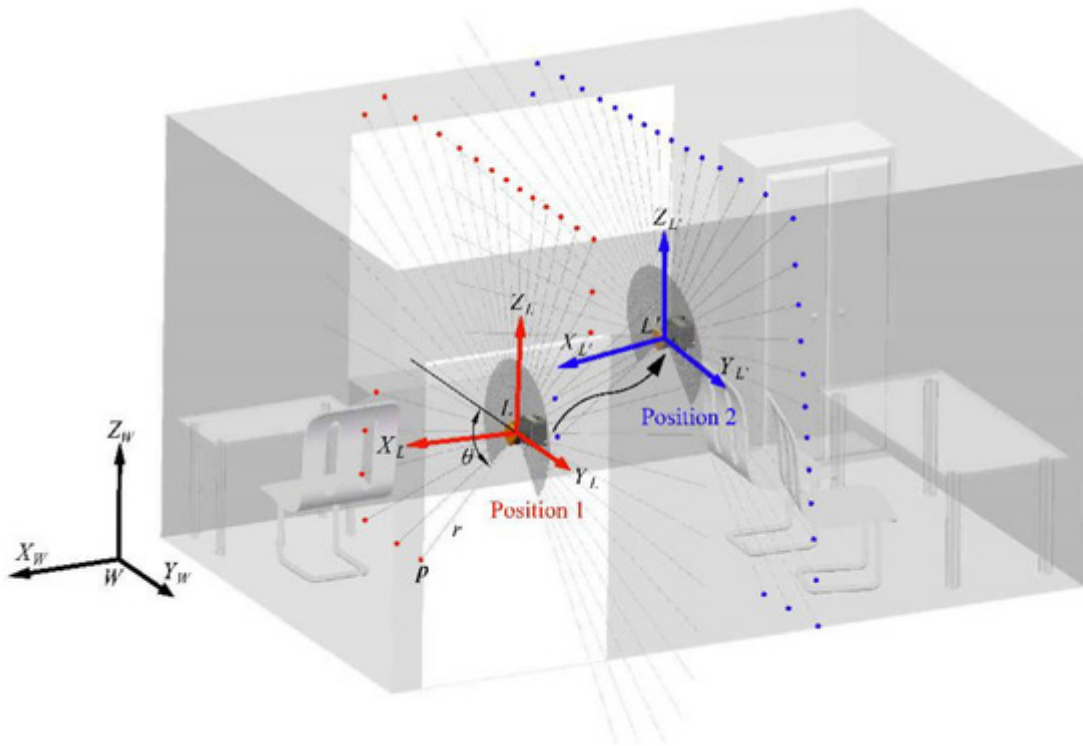 Z_L'
L'
X_L'
Y_L'
Position 2
Z_L
L
X_L
θ
Y_L
Position 1
Z_W
r
X_W
W
Y_W
p